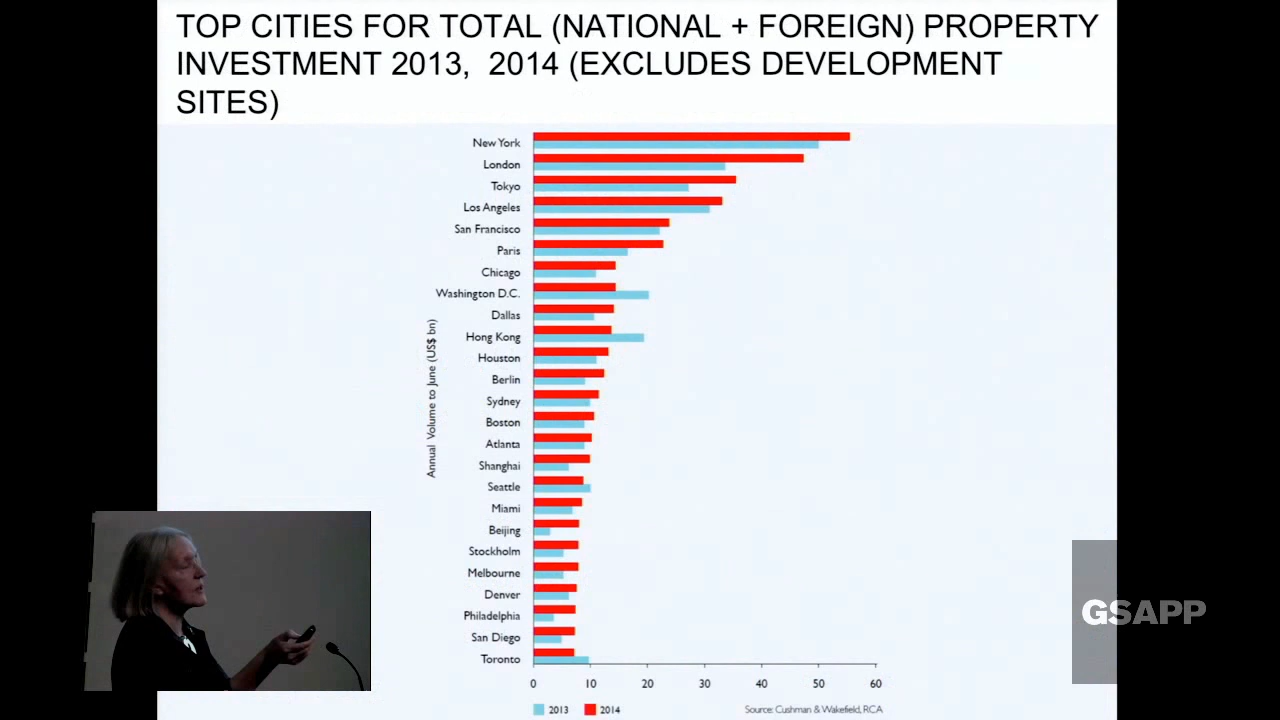 TOP CITIES FOR TOTAL (NATIONAL + FOREIGN) PROPERTY
INVESTMENT 2013,  2014 (EXCLUDES DEVELOPMENT
SITES)
New York
London
Tokyo
Los Angeles
San Francisco
Paris
Chicago
Washington D.C.
Dallas
Hong Kong
Houston
Berlin
Sydney
Boston
Atlanta
Shanghai
Seattle
Miami
Beijing
Stockholm
Melbourne
Denver
Philadelphia
San Diego
Toronto
Annual Volume to June (US$ bn)
0 10 20 30 40 50 60
2013 2014
Source: Cushman & Wakefield, RCA
GSAPP